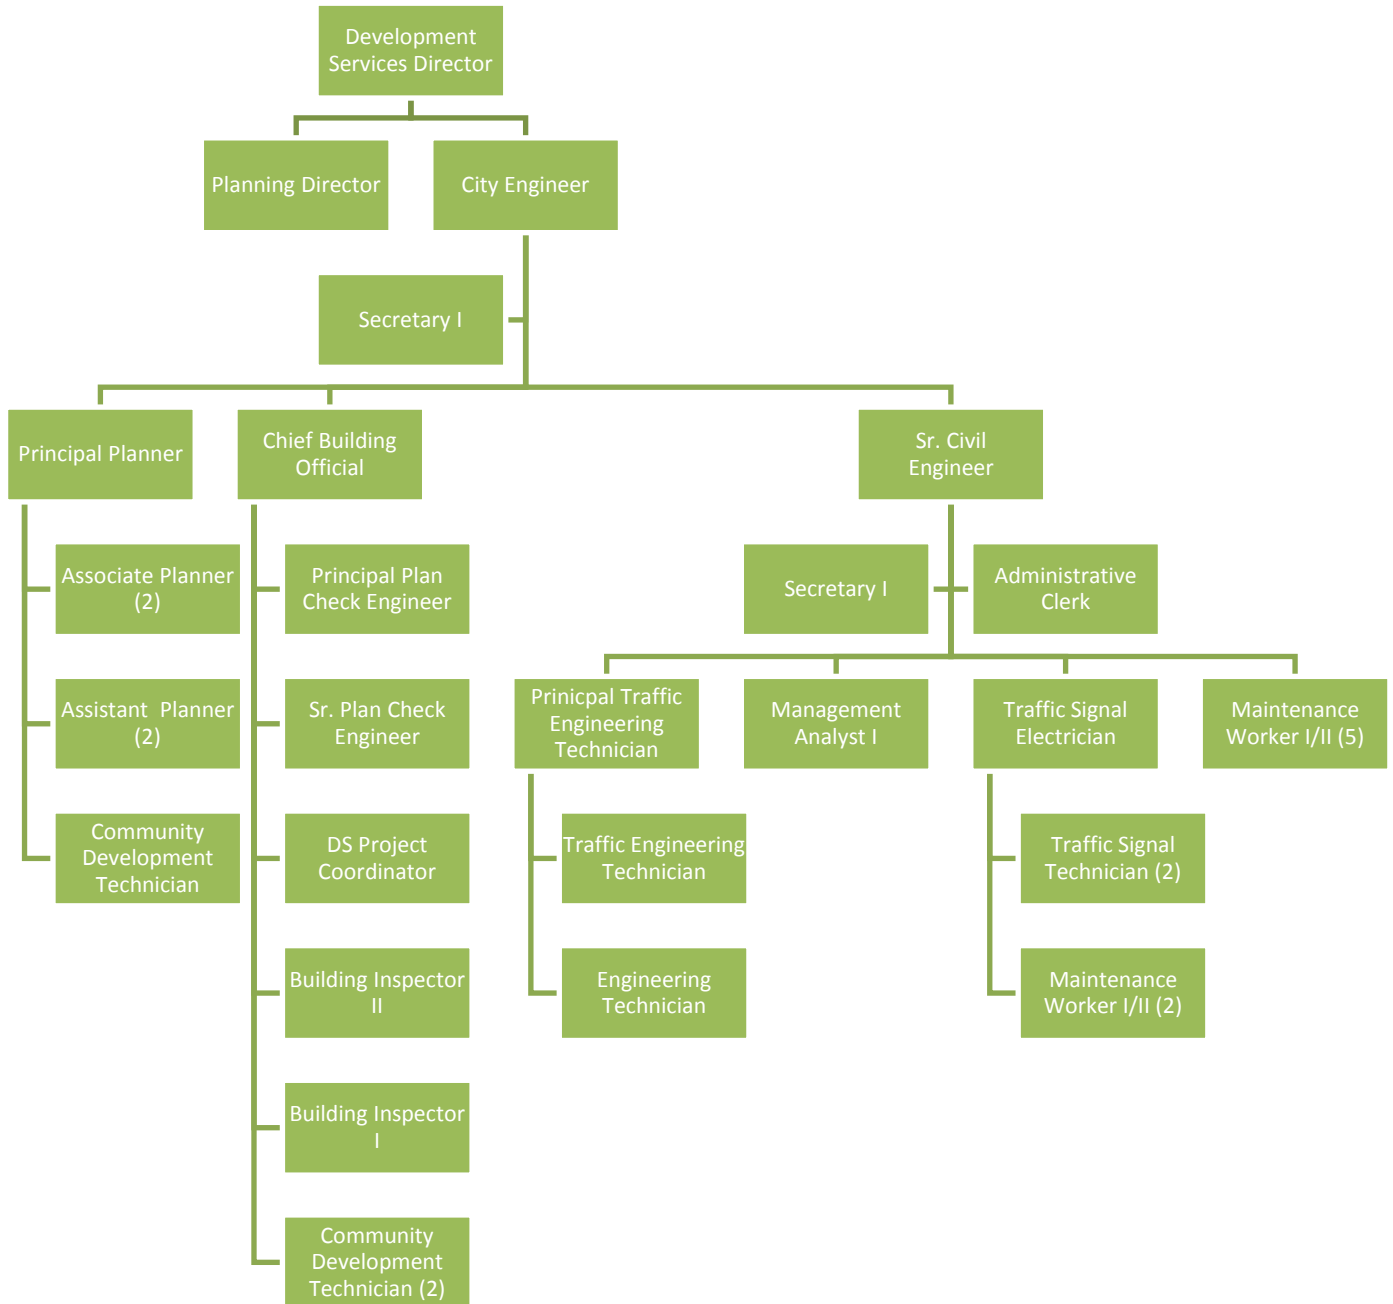 Development
Services Director
Planning Director
City Engineer
Secretary I
Principal Planner
Chief Building
Official
Sr. Civil
Engineer
Associate Planner
(2)
Assistant  Planner
(2)
Community
Development
Technician
Principal Plan
Check Engineer
Sr. Plan Check
Engineer
DS Project
Coordinator
Building Inspector
II
Building Inspector
I
Community
Development
Technician (2)
Secretary I
Administrative
Clerk
Prinicpal Traffic
Engineering
Technician
Management
Analyst I
Traffic Signal
Electrician
Maintenance
Worker I/II (5)
Traffic Engineering
Technician
Engineering
Technician
Traffic Signal
Technician (2)
Maintenance
Worker I/II (2)